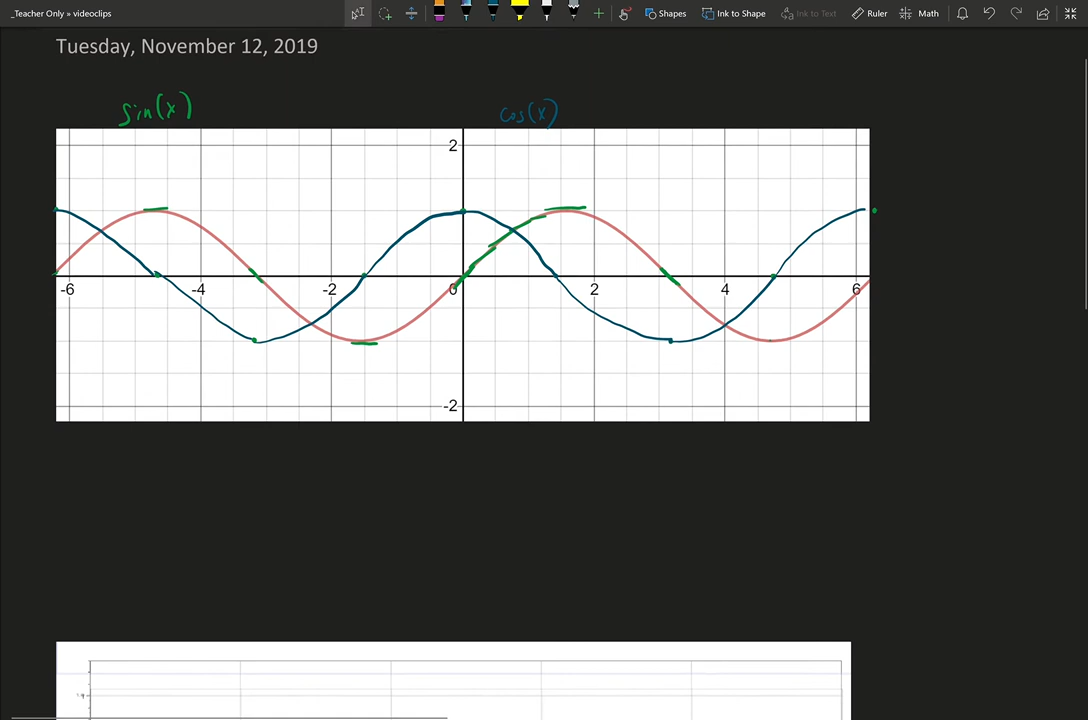 _Teacher Only » videoclips
Shapes Ink to Shape Ink to Text Ruler Math
Tuesday, November 12, 2019
sin(x) cos(x)
2
-6 -4 -2 0 2 4 6
-2